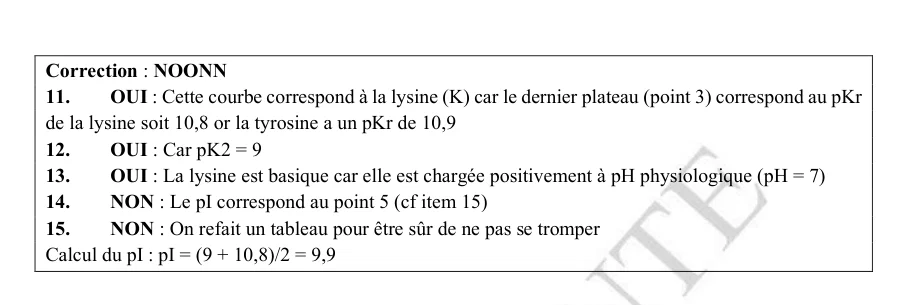 Correction : NOONN
11. OUI : Cette courbe correspond à la lysine (K) car le dernier plateau (point 3) correspond au pKr
de la lysine soit 10,8 or la tyrosine a un pKr de 10,9
12. OUI : Car pK2 = 9
13. OUI : La lysine est basique car elle est chargée positivement à pH physiologique (pH = 7)
14. NON : Le pI correspond au point 5 (cf item 15)
15. NON : On refait un tableau pour être sûr de ne pas se tromper
Calcul du pI : pI = (9 + 10,8)/2 = 9,9